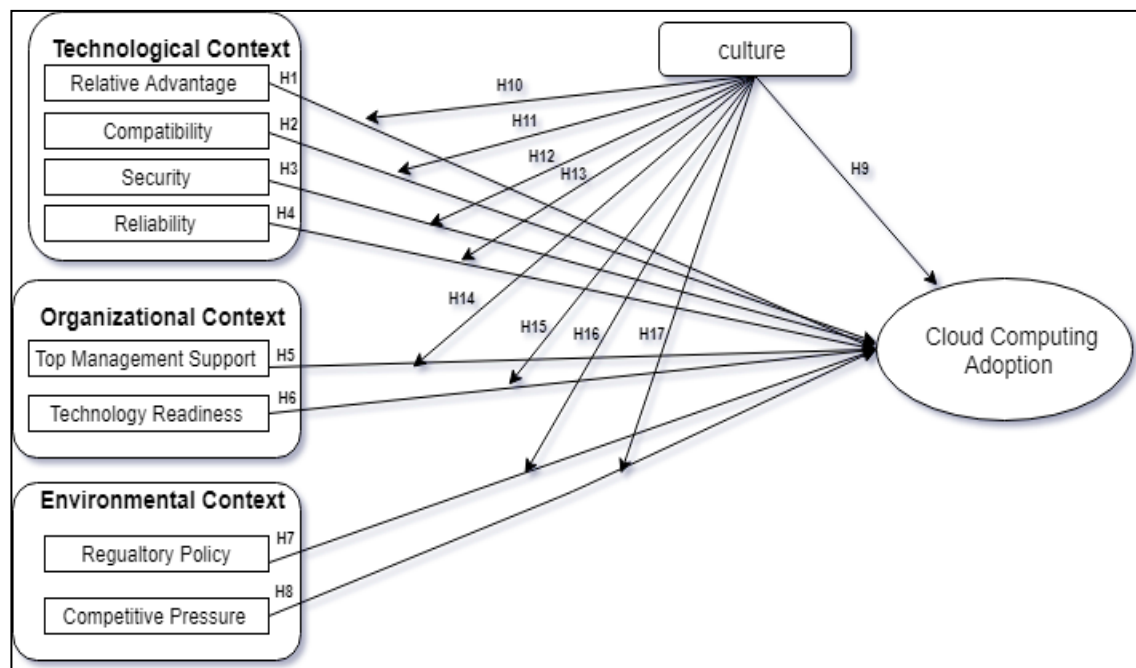 Technological Context
Relative Advantage
Compatibility
Security
Reliability
H1
H2
H3
H4
culture
H10
H11
H12
H13
H9
H14
H15
H16
H17
Organizational Context
Top Management Support
Technology Readiness
H5
H6
Cloud Computing
Adoption
Environmental Context
Regualtory Policy
Competitive Pressure
H7
H8